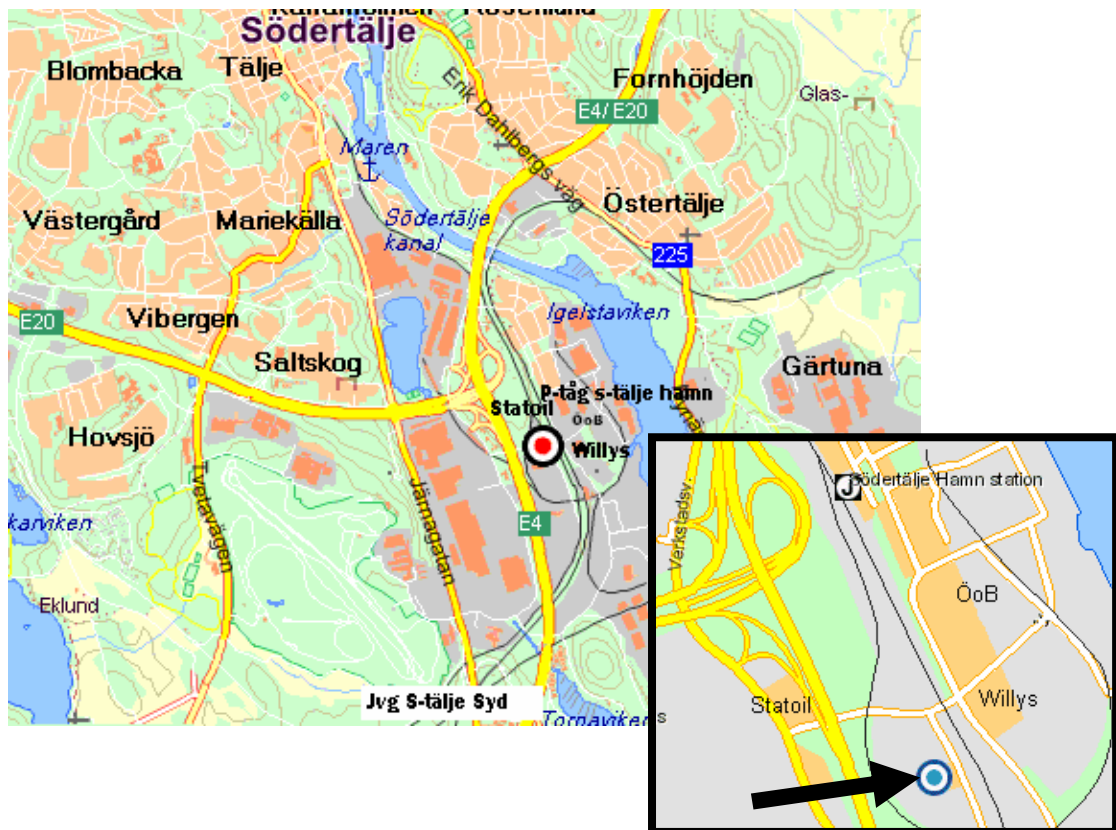 Rosenland
Södertälje
Blombacka
Tälje
Fornhöjden
Glas-
Erik Dahlbergs väg
E4/E20
Maren
Västergård
Mariekälla
Södertälje
kanal
Östertälje
225
Igelstaviken
E20
Vibergen
Saltskog
Gärtuna
P-tåg s-tälje hamn
Statoil
ÖoB
Willys
Hovsjö
Tvetavägen
Järnagatan
E4
karviken
Eklund
Jvg S-tälje Syd
Tornaviken
Södertälje Hamn station
Verkstadsv.
ÖoB
Statoil
Willys